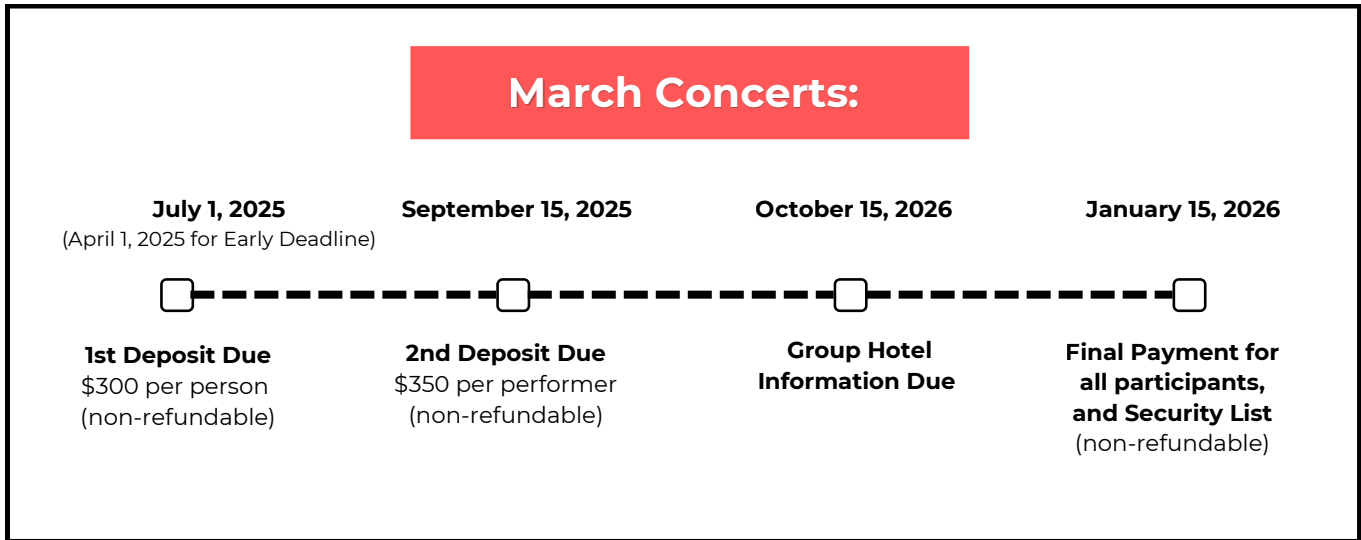 March Concerts:
July 1, 2025
(April 1, 2025 for Early Deadline)
September 15, 2025
October 15, 2026
January 15, 2026
1st Deposit Due
$300 per person
(non-refundable)
2nd Deposit Due
$350 per performer
(non-refundable)
Group Hotel
Information Due
Final Payment for
all participants,
and Security List
(non-refundable)